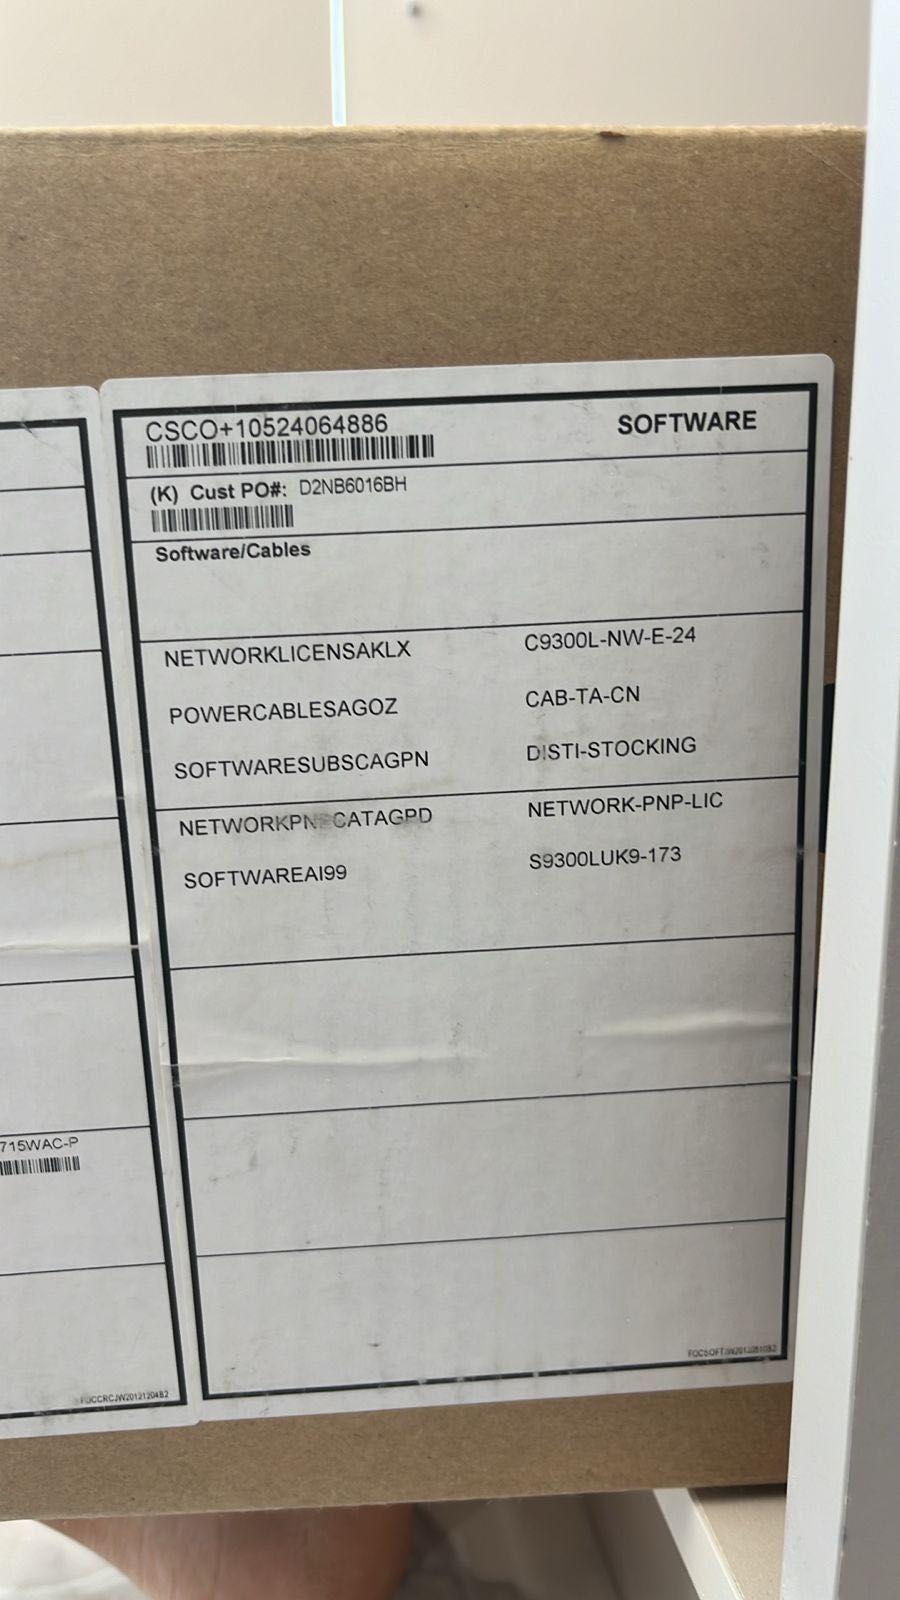 CSCO+10524064886
SOFTWARE
(K) Cust PO#: D2NB6016BH
Software/Cables
NETWORKLICENSAKLX C9300L-NW-E-24
POWERCABLESAGOZ CAB-TA-CN
SOFTWARESUBSCAGPN DISTI-STOCKING
NETWORKPNPCATAGPD NETWORK-PNP-LIC
SOFTWAREAI99 S9300LUK9-173
715WAC-P